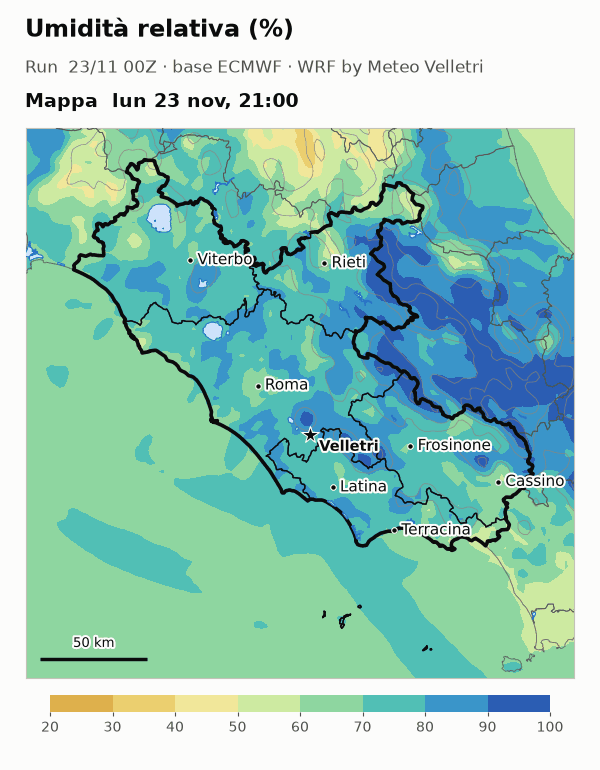 Umidità relativa (%)
Run  23/11 00Z · base ECMWF · WRF by Meteo Velletri
Mappa  lun 23 nov, 21:00
Viterbo
Rieti
Roma
Velletri
Frosinone
Latina
Cassino
Terracina
50 km
20 30 40 50 60 70 80 90 100